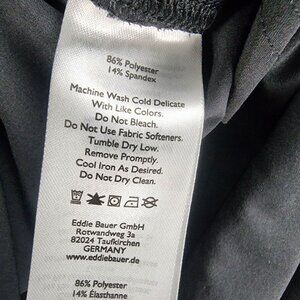 86% Polyester
14% Spandex
Machine Wash Cold Delicate
With Like Colors.
Do Not Bleach.
Do Not Use Fabric Softeners.
Tumble Dry Low.
Remove Promptly.
Cool Iron As Desired.
Do Not Dry Clean.
Eddie Bauer GmbH
Rotwandweg 3a
82024 Taufkirchen
GERMANY
www.eddiebauer.de
86% Polyester
14% Élasthanne